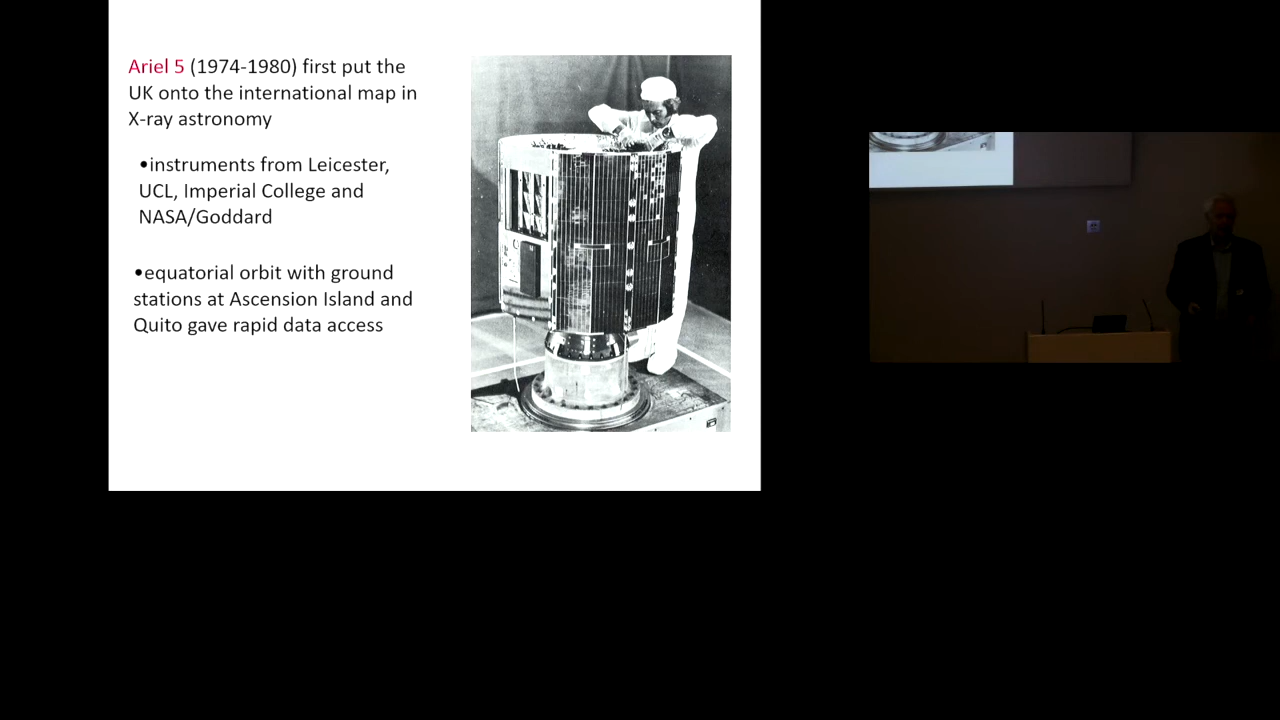 Ariel 5 (1974-1980) first put the
UK onto the international map in
X-ray astronomy
•instruments from Leicester,
UCL, Imperial College and
NASA/Goddard
•equatorial orbit with ground
stations at Ascension Island and
Quito gave rapid data access